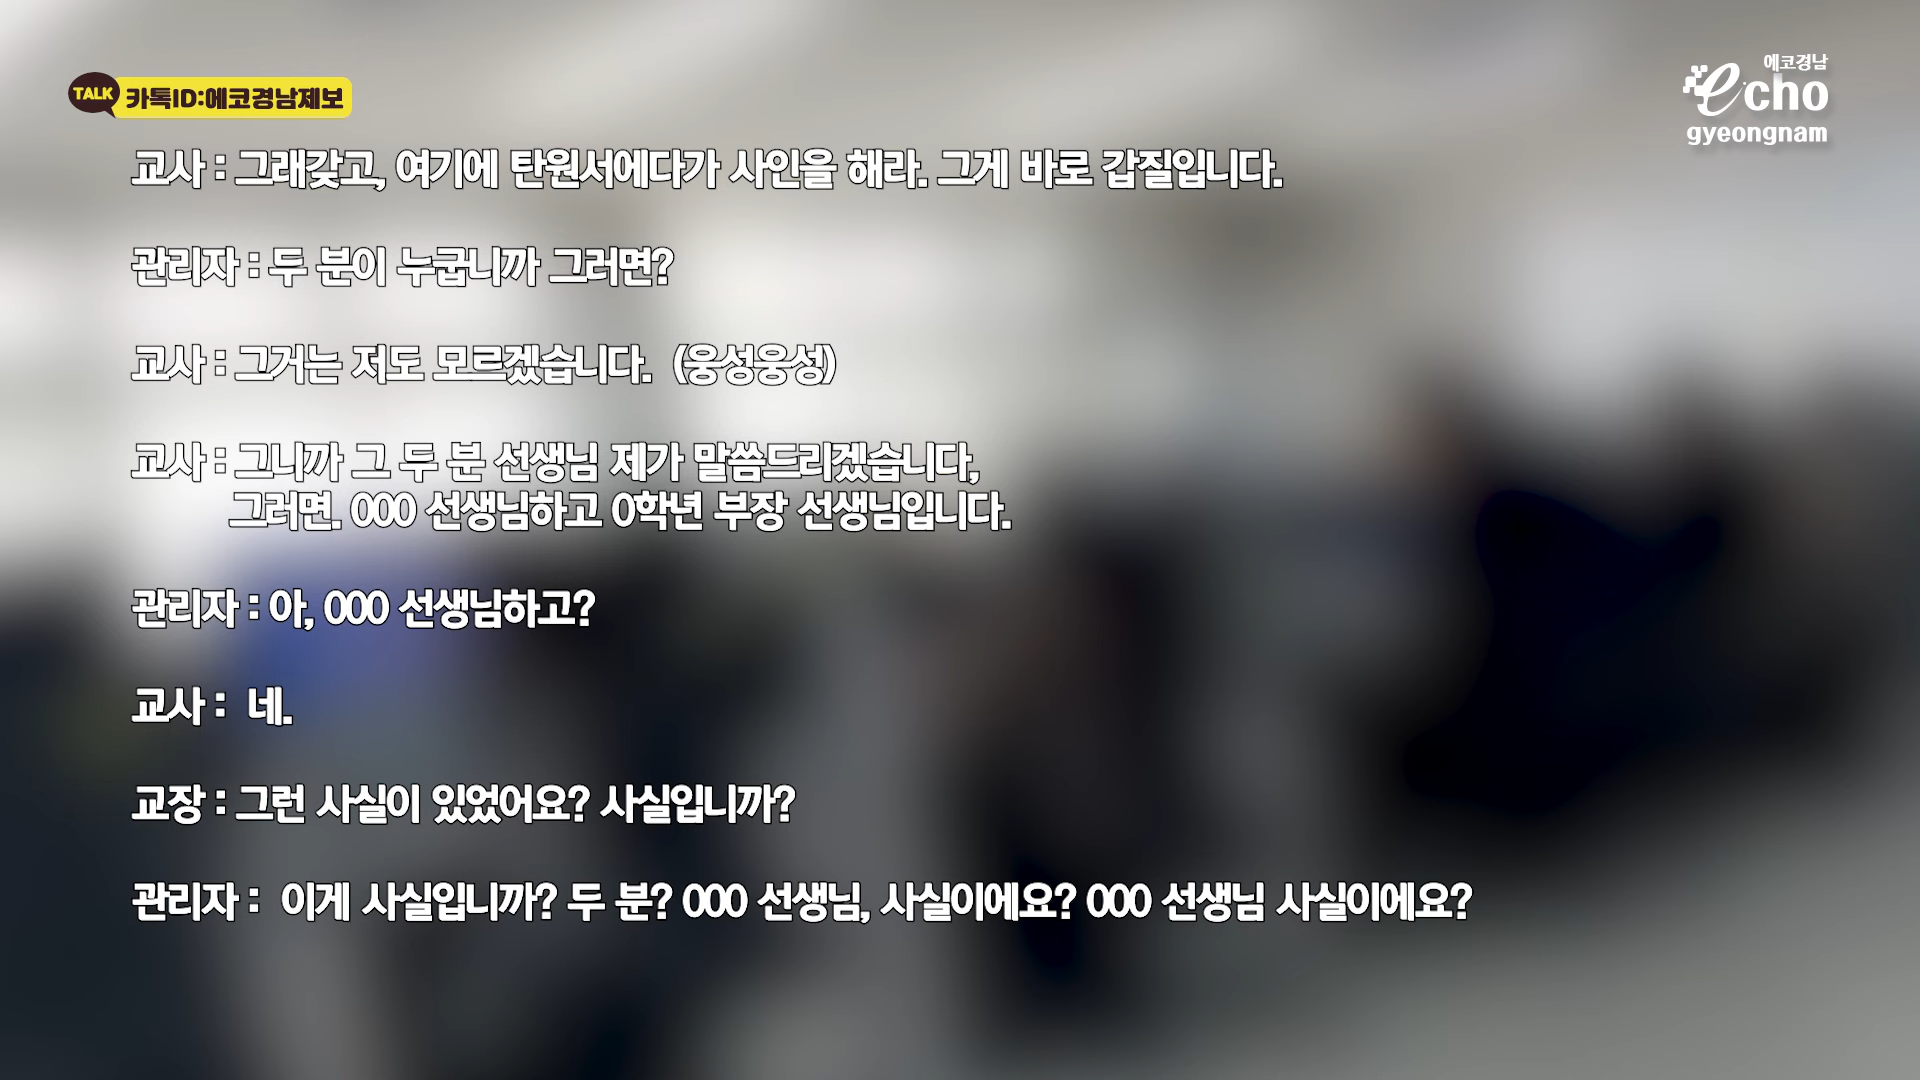 TALK 카톡ID:에코경남제보
에코경남
echo
gyeongnam
교사 : 그래갖고, 여기에 탄원서에다가 사인을 해라. 그게 바로 갑질입니다.
관리자 : 두 분이 누굽니까 그러면?
교사 : 그거는 저도 모르겠습니다. (웅성웅성)
교사 : 그니까 그 두 분 선생님 제가 말씀드리겠습니다,
그러면. OOO 선생님하고 O학년 부장 선생님입니다.
관리자 : 아, OOO 선생님하고?
교사 : 네.
교장 : 그런 사실이 있었어요? 사실입니까?
관리자 : 이게 사실입니까? 두 분? OOO 선생님, 사실이에요? OOO 선생님 사실이에요?